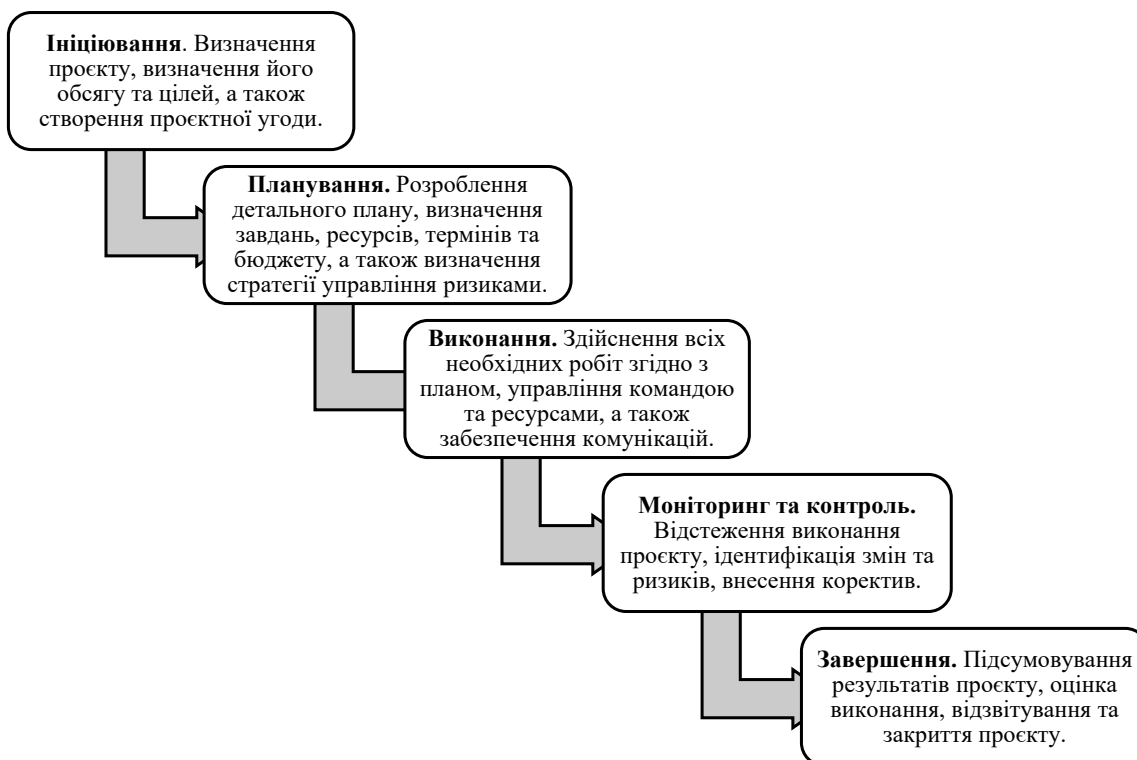 Ініціювання. Визначення
проєкту, визначення його
обсягу та цілей, а також
створення проєктної угоди.
Планування. Розроблення
детального плану, визначення
завдань, ресурсів, термінів та
бюджету, а також визначення
стратегії управління ризиками.
Виконання. Здійснення всіх
необхідних робіт згідно з
планом, управління командою
та ресурсами, а також
забезпечення комунікацій.
Моніторинг та контроль.
Відстеження виконання
проєкту, ідентифікація змін та
ризиків, внесення коректив.
Завершення. Підсумовування
результатів проєкту, оцінка
виконання, відзвітування та
закриття проєкту.